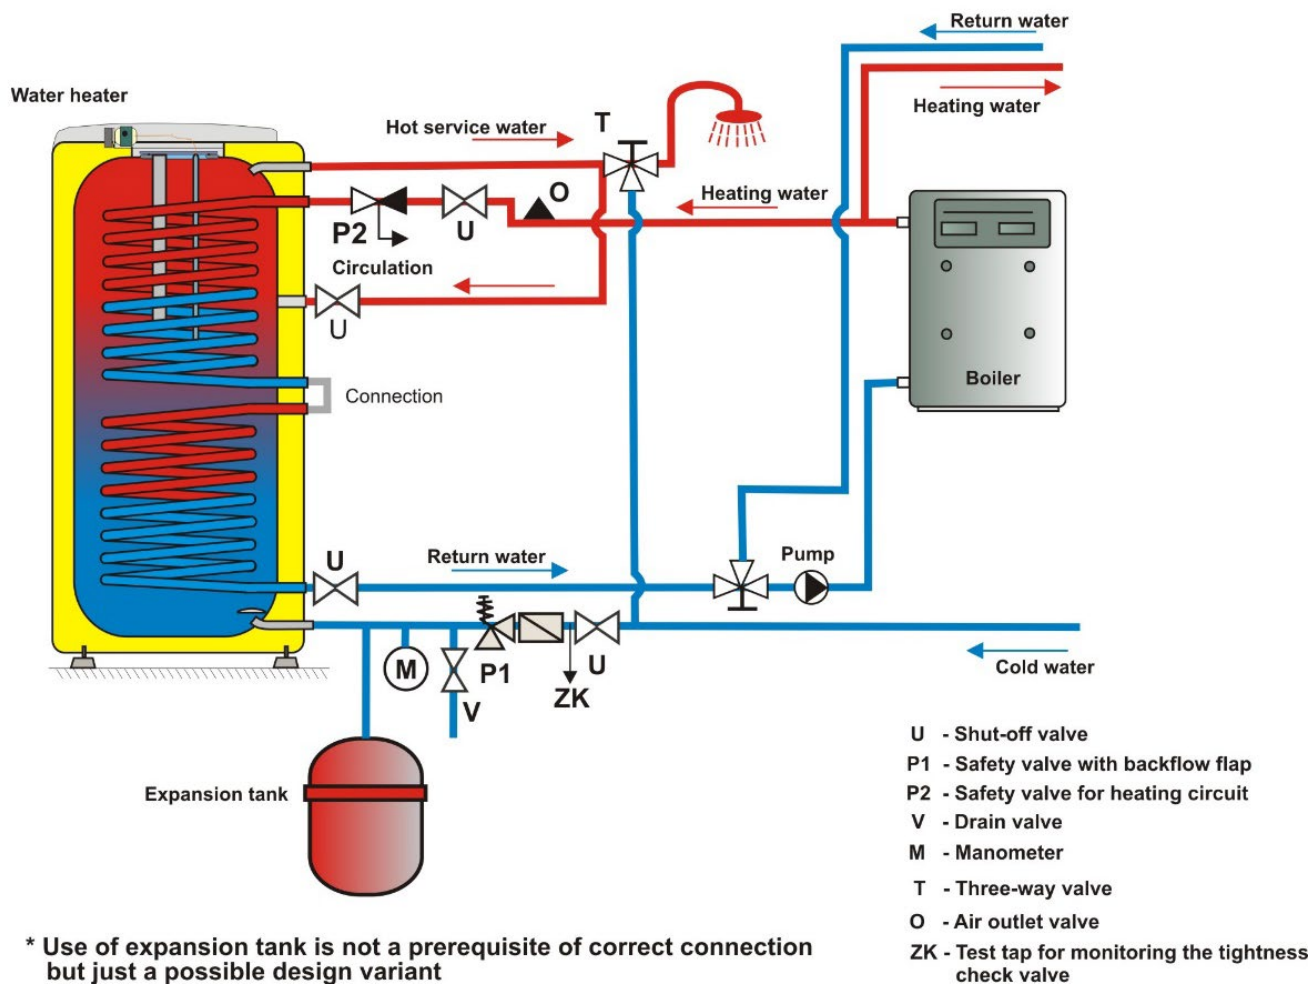 Return water
Water heater
Heating water
Hot service water
T
Heating water
O
P2
U
Circulation
U
Connection
Boiler
U
Return water
Pump
M
P1
U
Cold water
ZK
V
Expansion tank
U - Shut-off valve
P1 - Safety valve with backflow flap
P2 - Safety valve for heating circuit
V - Drain valve
M - Manometer
T - Three-way valve
O - Air outlet valve
ZK - Test tap for monitoring the tightness
check valve
* Use of expansion tank is not a prerequisite of correct connection
but just a possible design variant